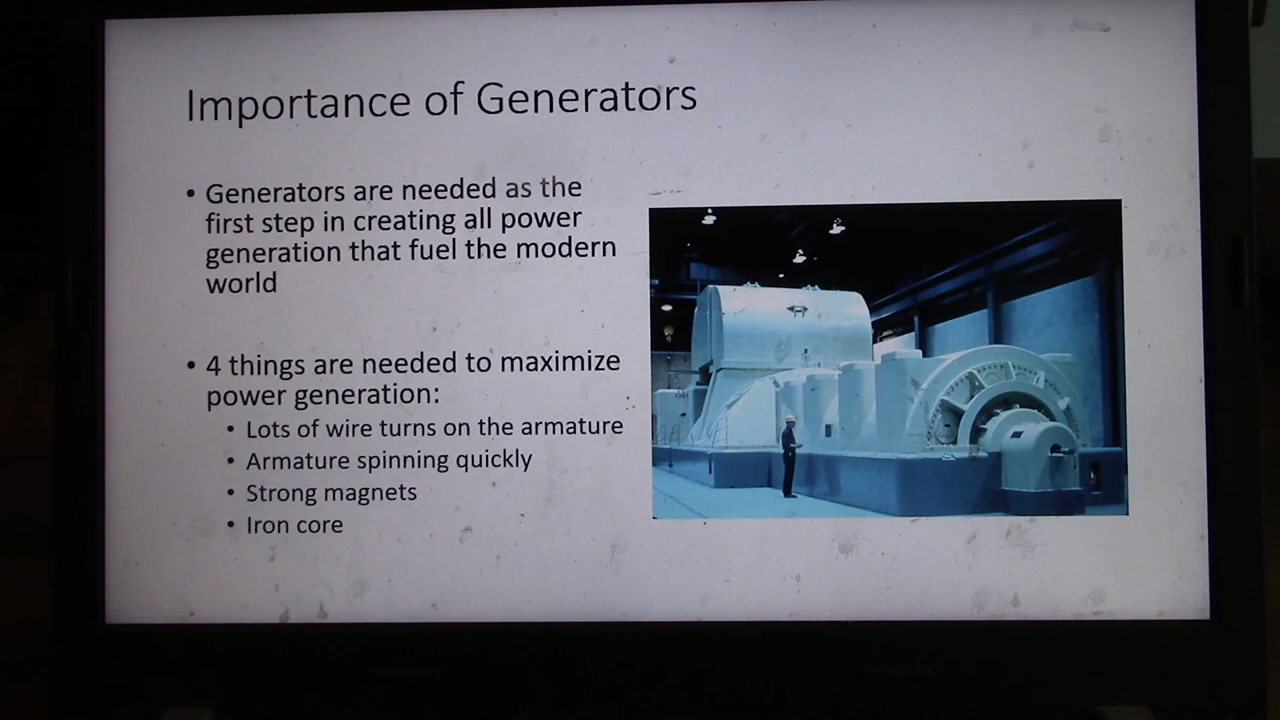 Importance of Generators
• Generators are needed as the
first step in creating all power
generation that fuel the modern
world
• 4 things are needed to maximize
power generation:
• Lots of wire turns on the armature
• Armature spinning quickly
• Strong magnets
• Iron core